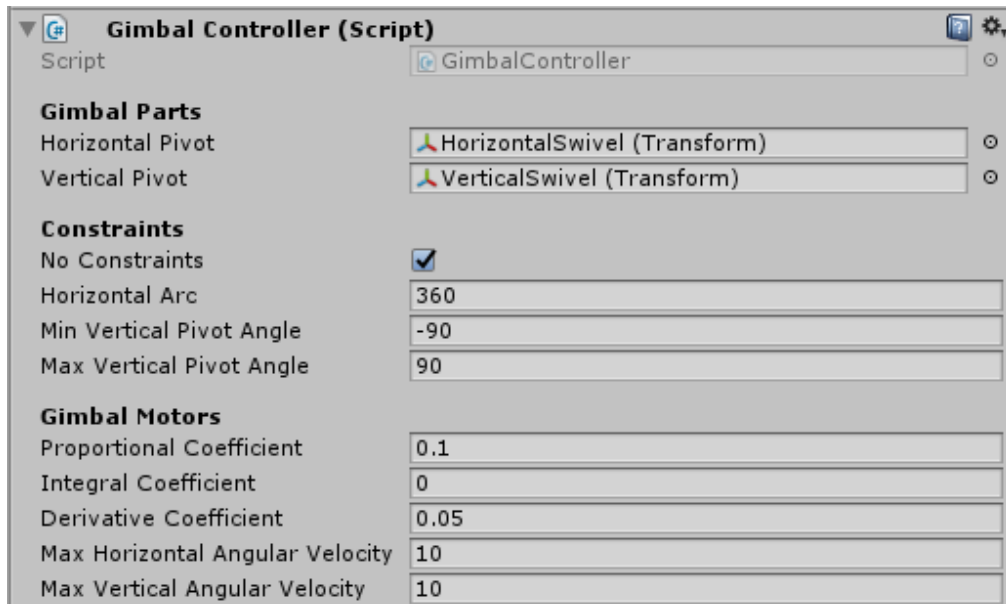 Gimbal Controller (Script)
Script GimbalController
Gimbal Parts
Horizontal Pivot HorizontalSwivel (Transform)
Vertical Pivot VerticalSwivel (Transform)
Constraints
No Constraints
Horizontal Arc 360
Min Vertical Pivot Angle -90
Max Vertical Pivot Angle 90
Gimbal Motors
Proportional Coefficient 0.1
Integral Coefficient 0
Derivative Coefficient 0.05
Max Horizontal Angular Velocity 10
Max Vertical Angular Velocity 10